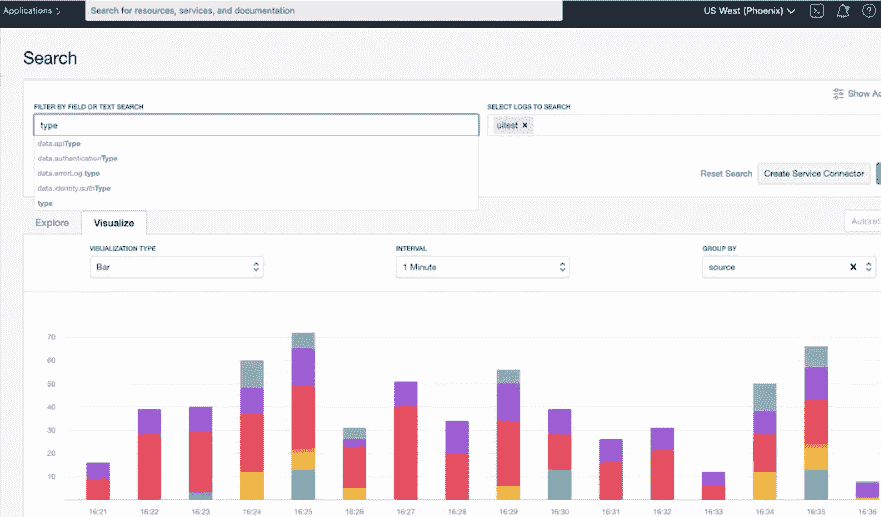 Applications
Search for resources, services, and documentation
US West (Phoenix)
Search
Show
FILTER BY FIELD OR TEXT SEARCH
SELECT LOGS TO SEARCH
type
uitest ×
data.apiType
data.authenticationType
data.errorLog.type
data.identity.authType
type
Reset Search
Create Service Connector
Explore
Visualize
VISUALIZATION TYPE
INTERVAL
GROUP BY
Bar
1 Minute
source ×
70
60
50
40
30
20
10
16:21 16:22 16:23 16:24 16:25 16:26 16:27 16:28 16:29 16:30 16:31 16:32 16:33 16:34 16:35 16:36